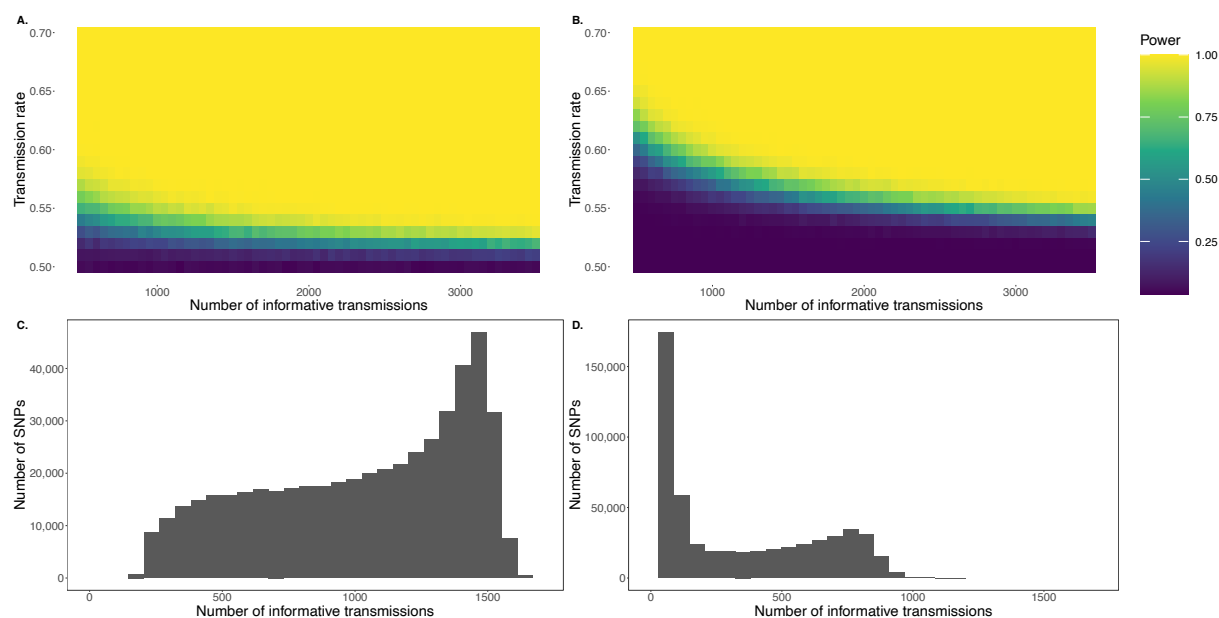 A.
B.
0.70
0.65
0.60
0.55
0.50
Transmission rate
1000
2000
3000
Number of informative transmissions
0.70
0.65
0.60
0.55
0.50
Transmission rate
1000
2000
3000
Number of informative transmissions
Power
1.00
0.75
0.50
0.25
C.
40,000
30,000
20,000
10,000
0
Number of SNPs
0
500
1000
1500
Number of informative transmissions
D.
150,000
100,000
50,000
0
Number of SNPs
0
500
1000
1500
Number of informative transmissions